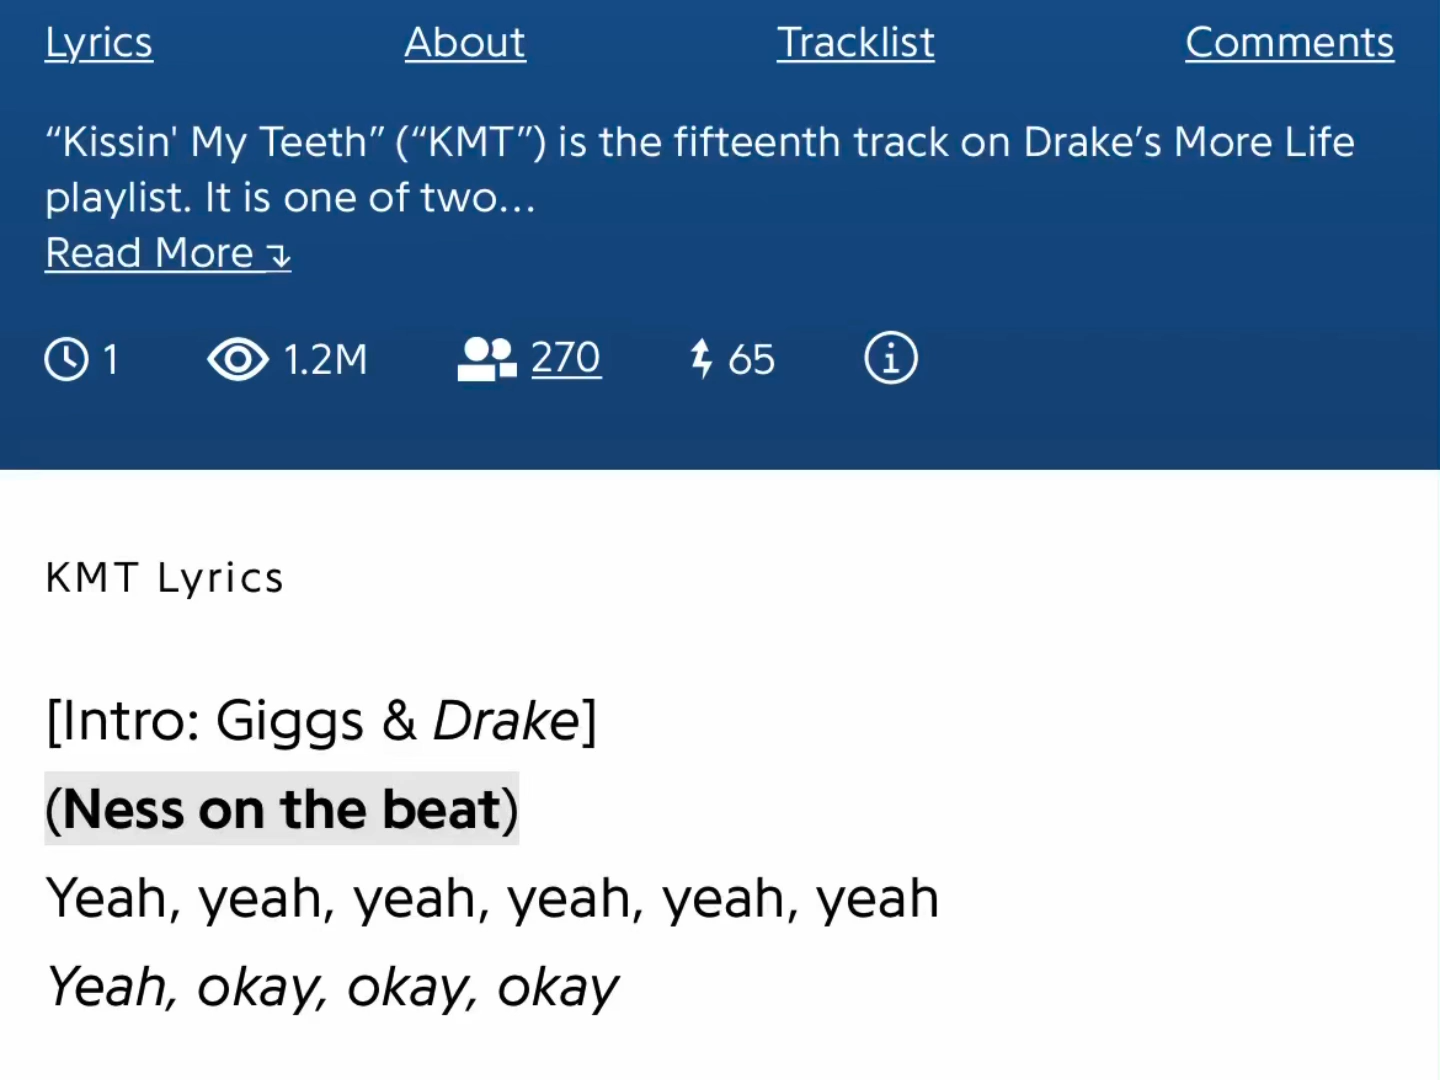 Lyrics About Tracklist Comments
“Kissin' My Teeth” (“KMT”) is the fifteenth track on Drake’s More Life
playlist. It is one of two...
Read More
1 1.2M 270 65
KMT Lyrics
[Intro: Giggs & Drake]
(Ness on the beat)
Yeah, yeah, yeah, yeah, yeah, yeah
Yeah, okay, okay, okay